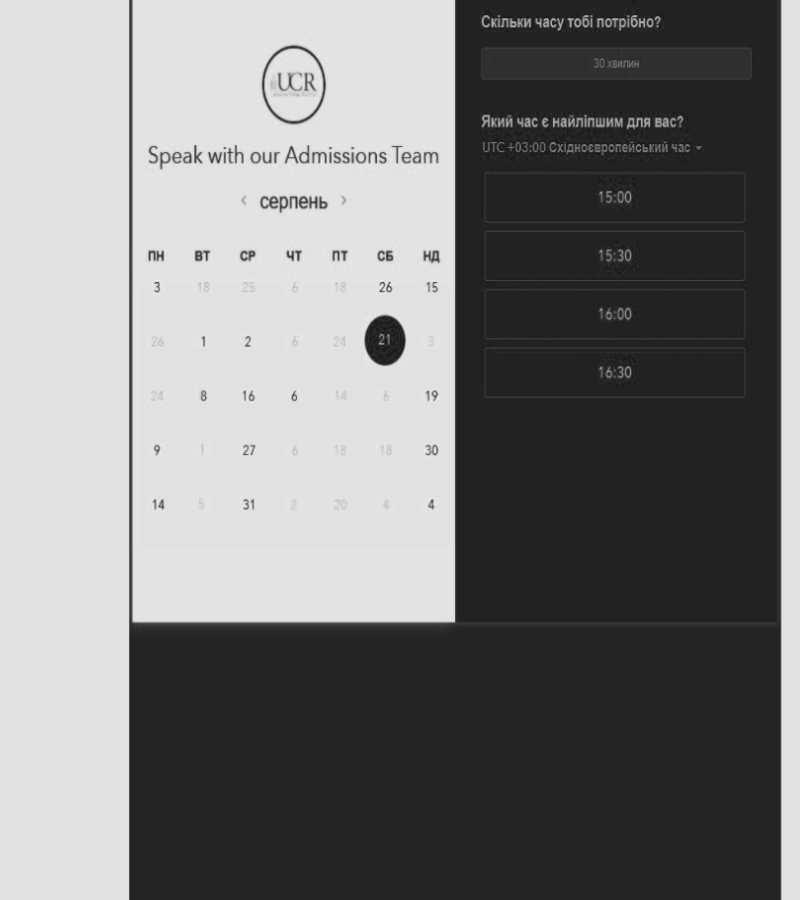 UCR
Speak with our Admissions Team
‹ серпень ›
ПН ВТ СР ЧТ ПТ СБ НД
3 18 25 6 18 26 15
26 1 2 6 24 21 3
24 8 16 6 14 6 19
9 1 27 6 18 18 30
14 5 31 2 20 4 4
Скільки часу тобі потрібно?
30 хвилин
Який час є найліпшим для вас?
UTC +03:00 Східноєвропейський час
15:00
15:30
16:00
16:30